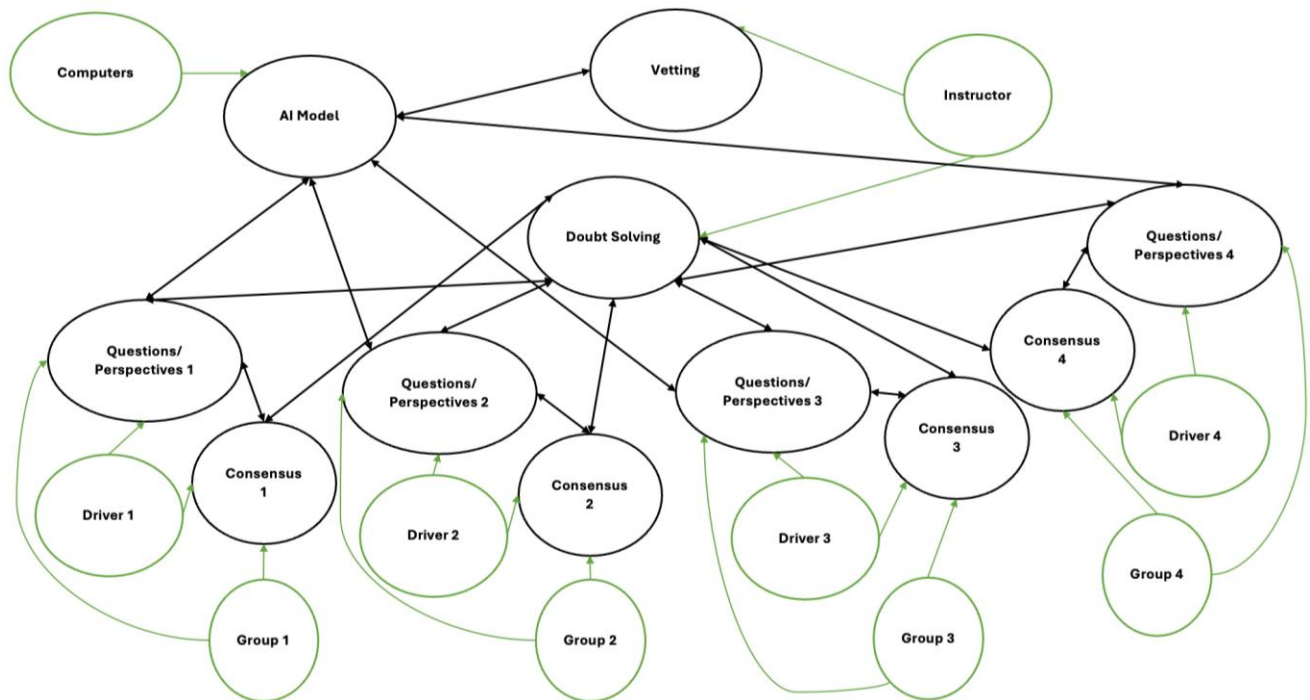 Computers
AI Model
Vetting
Instructor
Doubt Solving
Questions/
Perspectives 4
Questions/
Perspectives 1
Questions/
Perspectives 2
Questions/
Perspectives 3
Consensus
4
Consensus
3
Driver 4
Consensus
1
Consensus
2
Driver 1
Driver 2
Driver 3
Group 4
Group 1
Group 2
Group 3